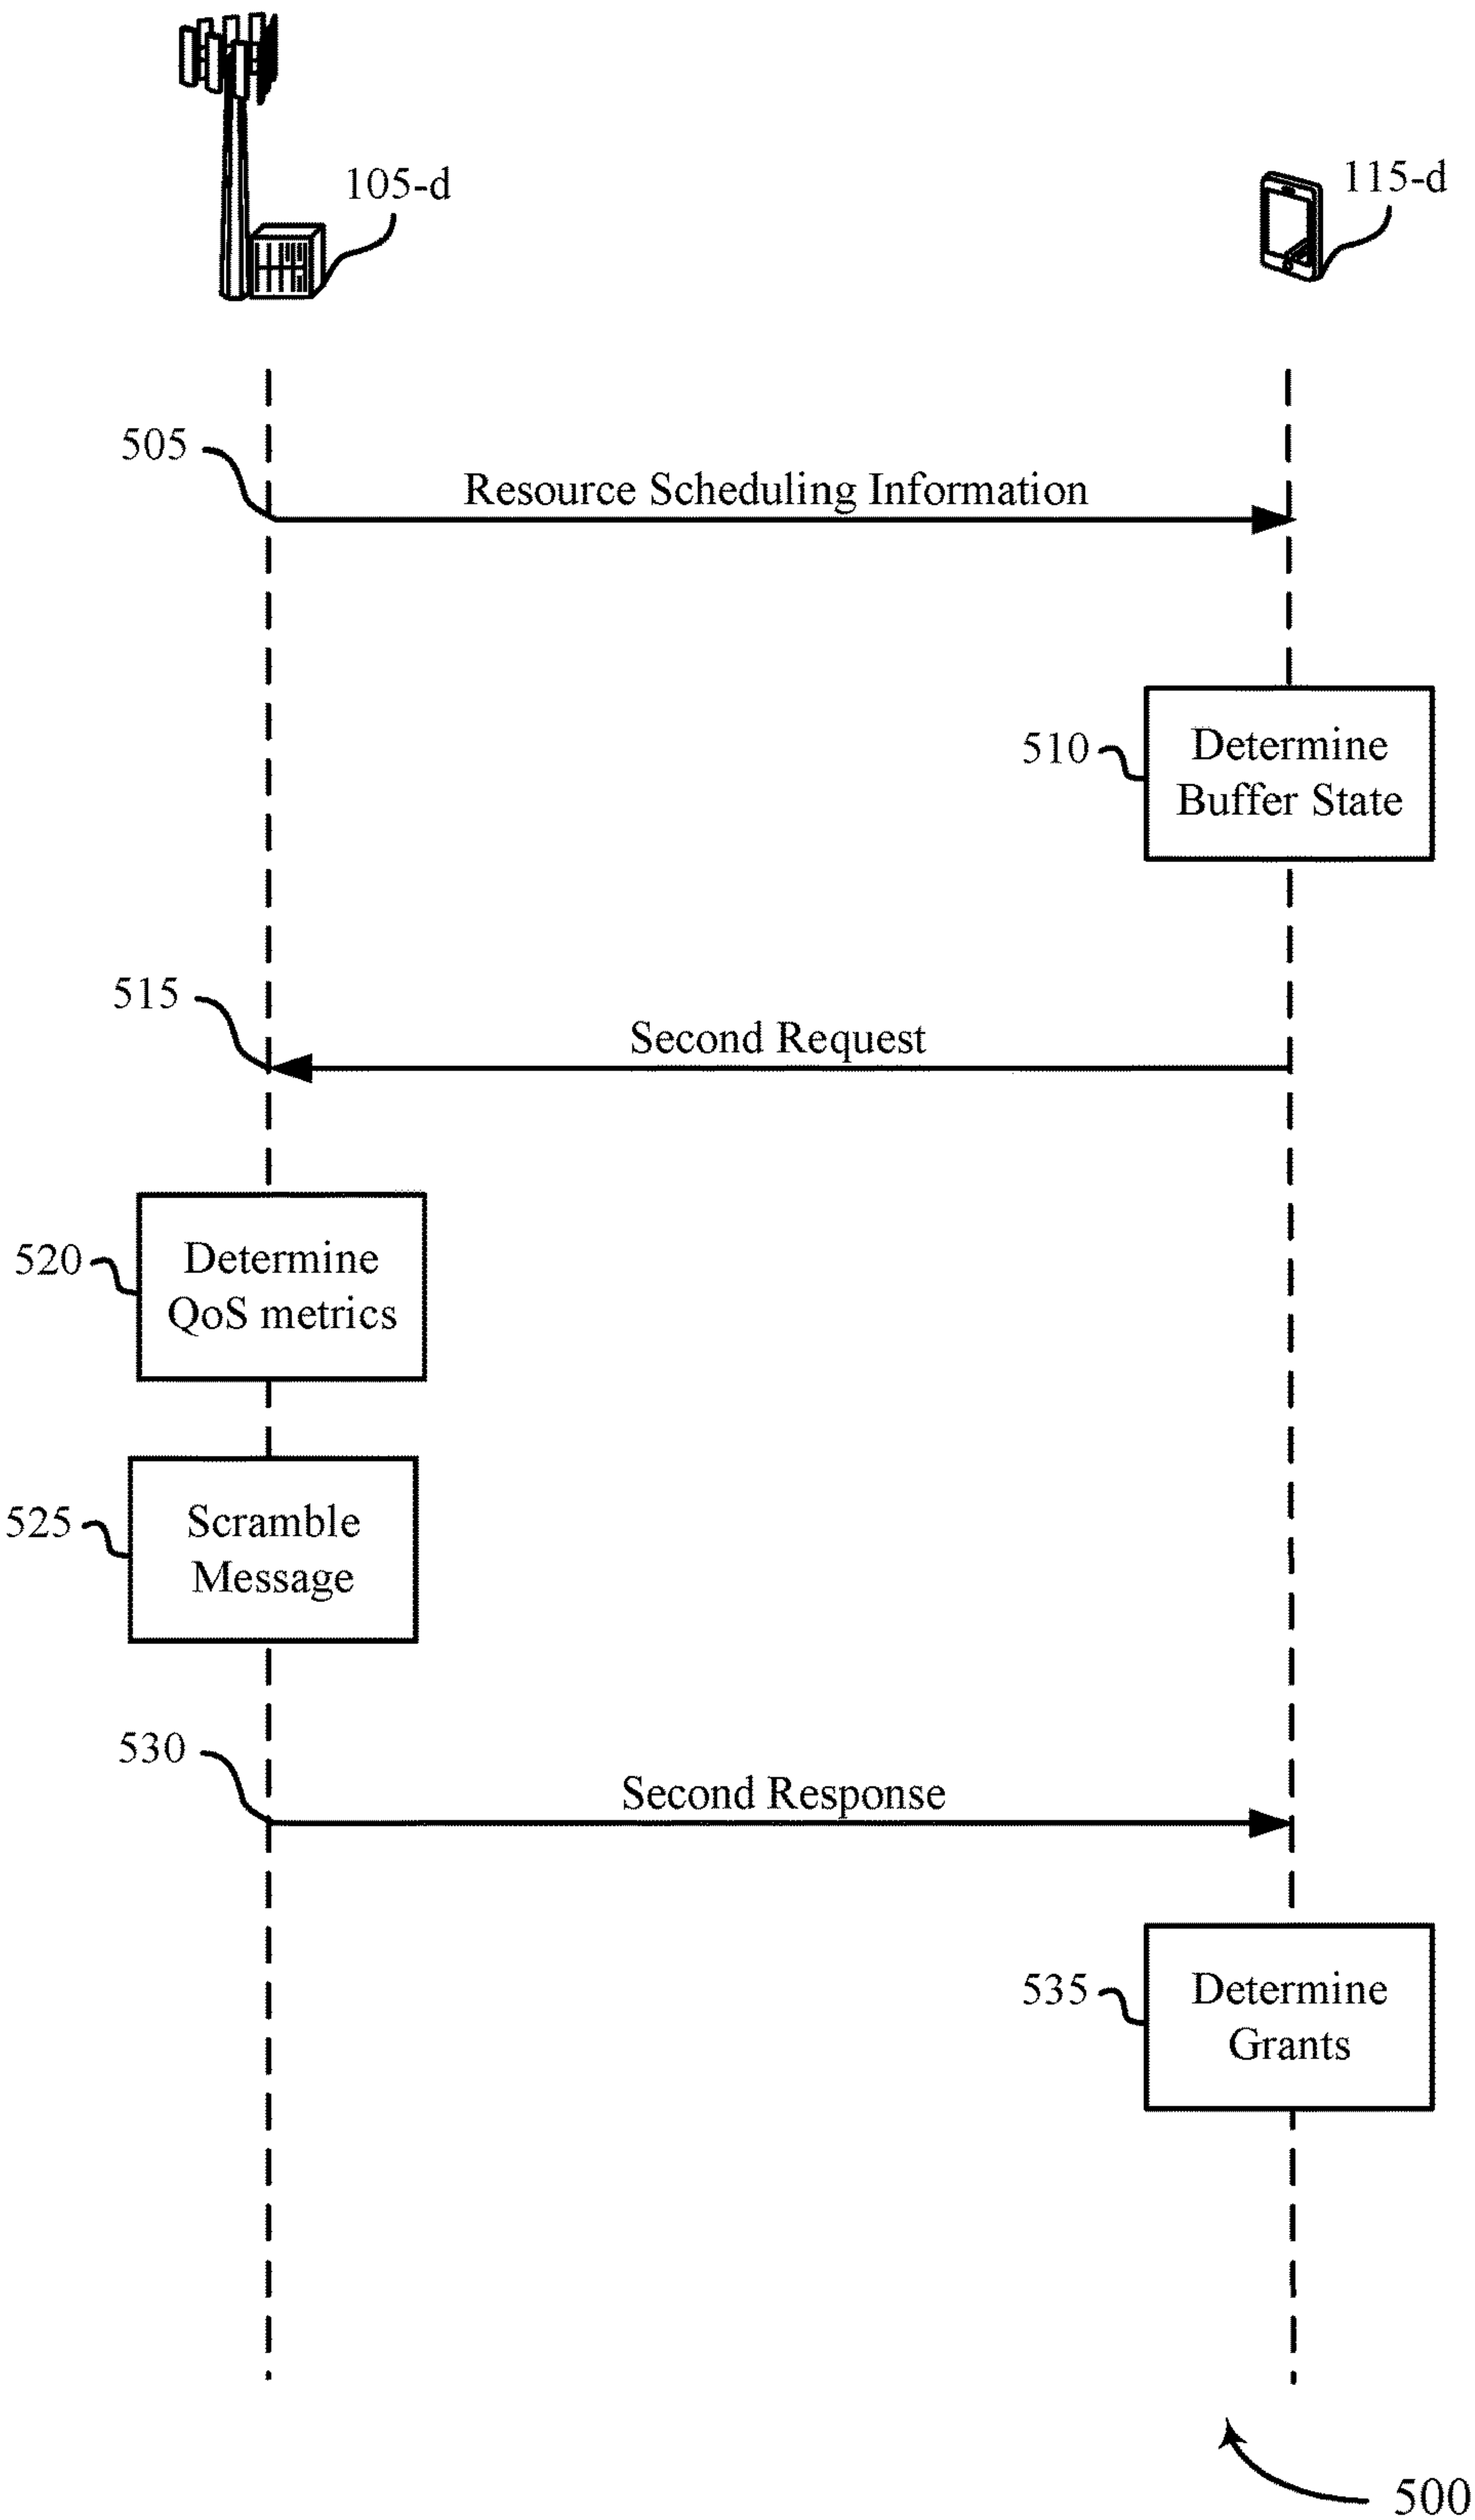 105-d
115-d
505
Resource Scheduling Information
510
Determine
Buffer State
515
Second Request
520
Determine
QoS metrics
525
Scramble
Message
530
Second Response
535
Determine
Grants
500